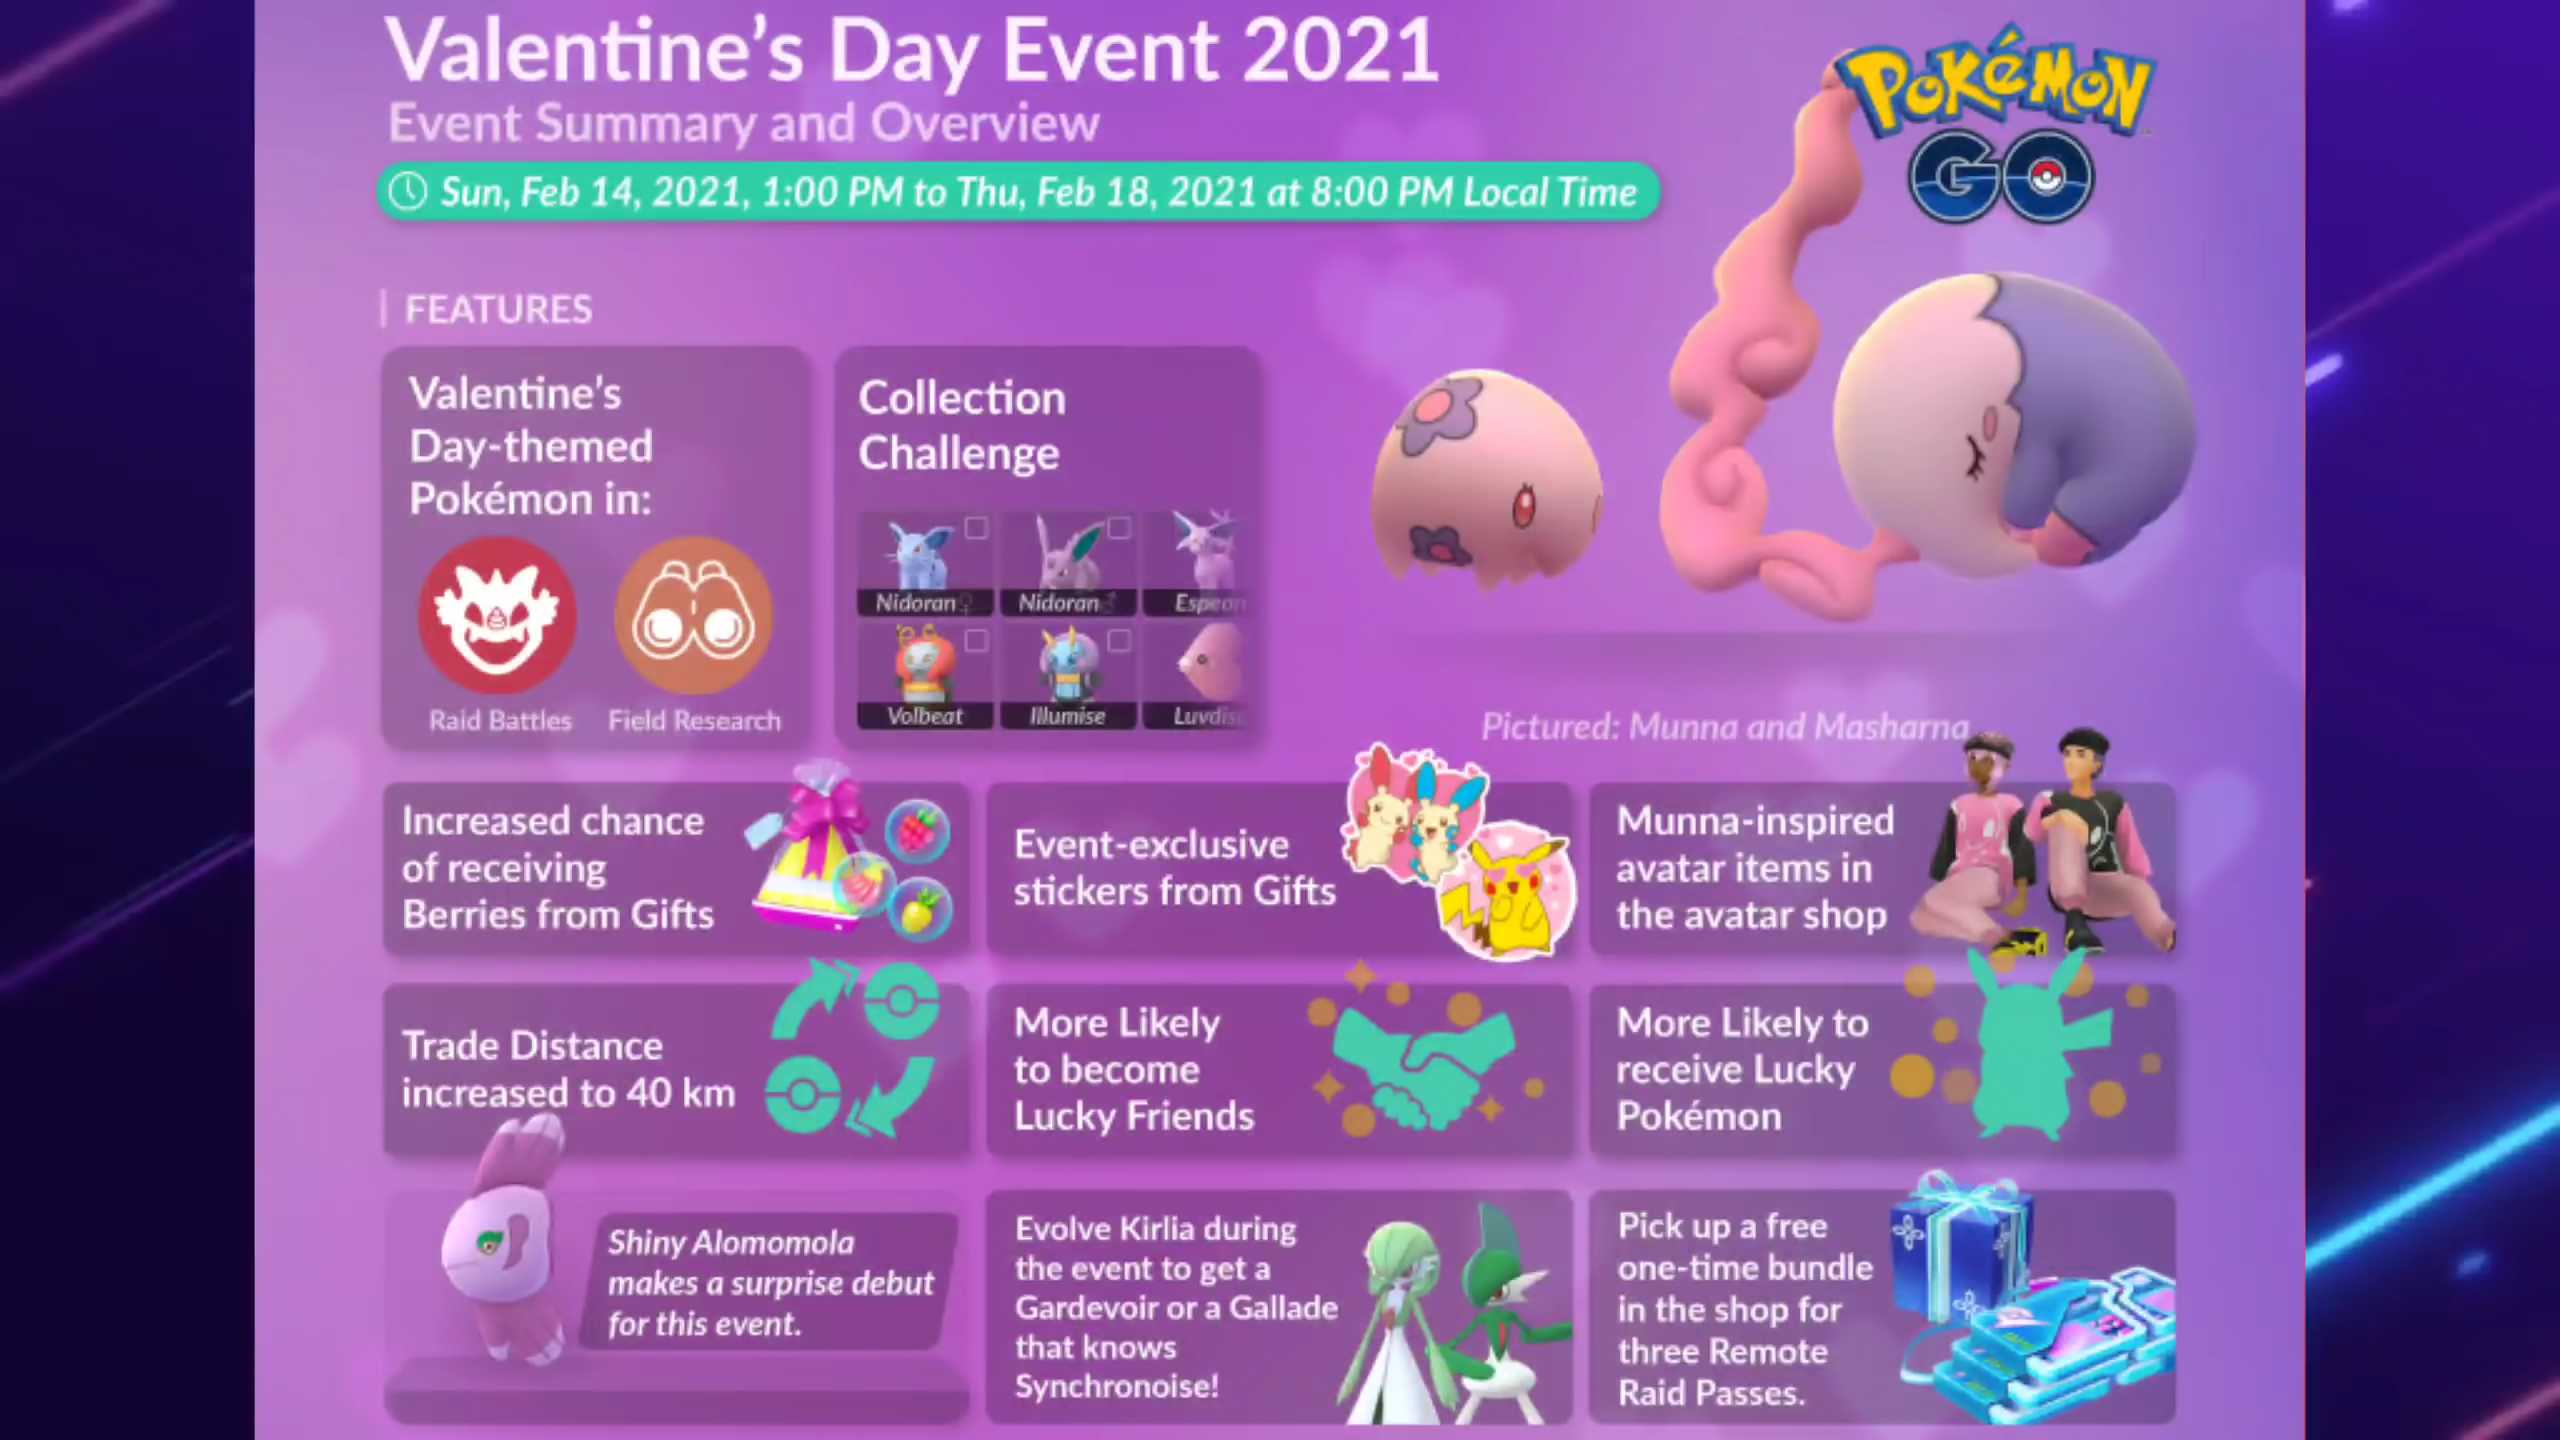 Valentine's Day Event 2021
Event Summary and Overview
Sun, Feb 14, 2021, 1:00 PM to Thu, Feb 18, 2021 at 8:00 PM Local Time
POKéMON
GO
FEATURES
Valentine's
Day-themed
Pokémon in:
Raid Battles
Field Research
Collection
Challenge
Nidoran♀
Nidoran♂
Espeon
Volbeat
Illumise
Luvdisc
Pictured: Munna and Masharna
Increased chance
of receiving
Berries from Gifts
Event-exclusive
stickers from Gifts
Munna-inspired
avatar items in
the avatar shop
Trade Distance
increased to 40 km
More Likely
to become
Lucky Friends
More Likely to
receive Lucky
Pokémon
Shiny Alomomola
makes a surprise debut
for this event.
Evolve Kirlia during
the event to get a
Gardevoir or a Gallade
that knows
Synchronoise!
Pick up a free
one-time bundle
in the shop for
three Remote
Raid Passes.